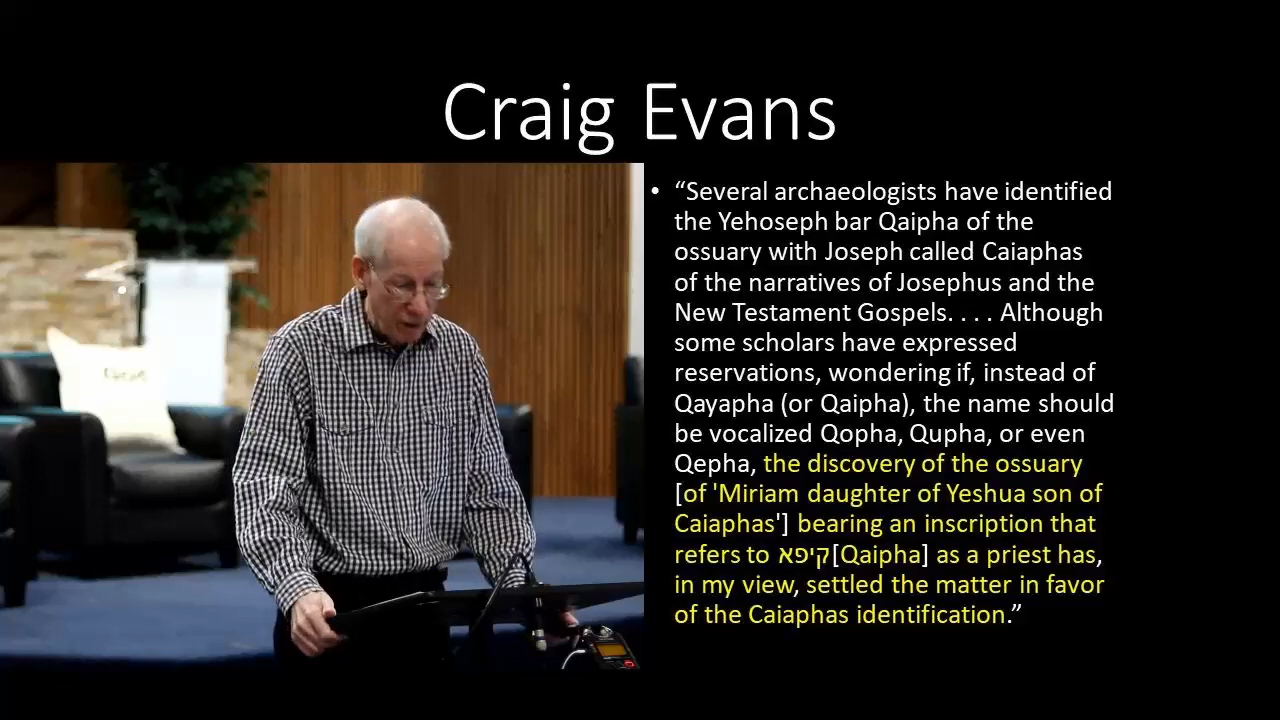 Craig Evans
• “Several archaeologists have identified
the Yehoseph bar Qaipha of the
ossuary with Joseph called Caiaphas
of the narratives of Josephus and the
New Testament Gospels. . . . Although
some scholars have expressed
reservations, wondering if, instead of
Qayapha (or Qaipha), the name should
be vocalized Qopha, Qupha, or even
Qepha, the discovery of the ossuary
[of 'Miriam daughter of Yeshua son of
Caiaphas'] bearing an inscription that
refers to קיפא[Qaipha] as a priest has,
in my view, settled the matter in favor
of the Caiaphas identification.”